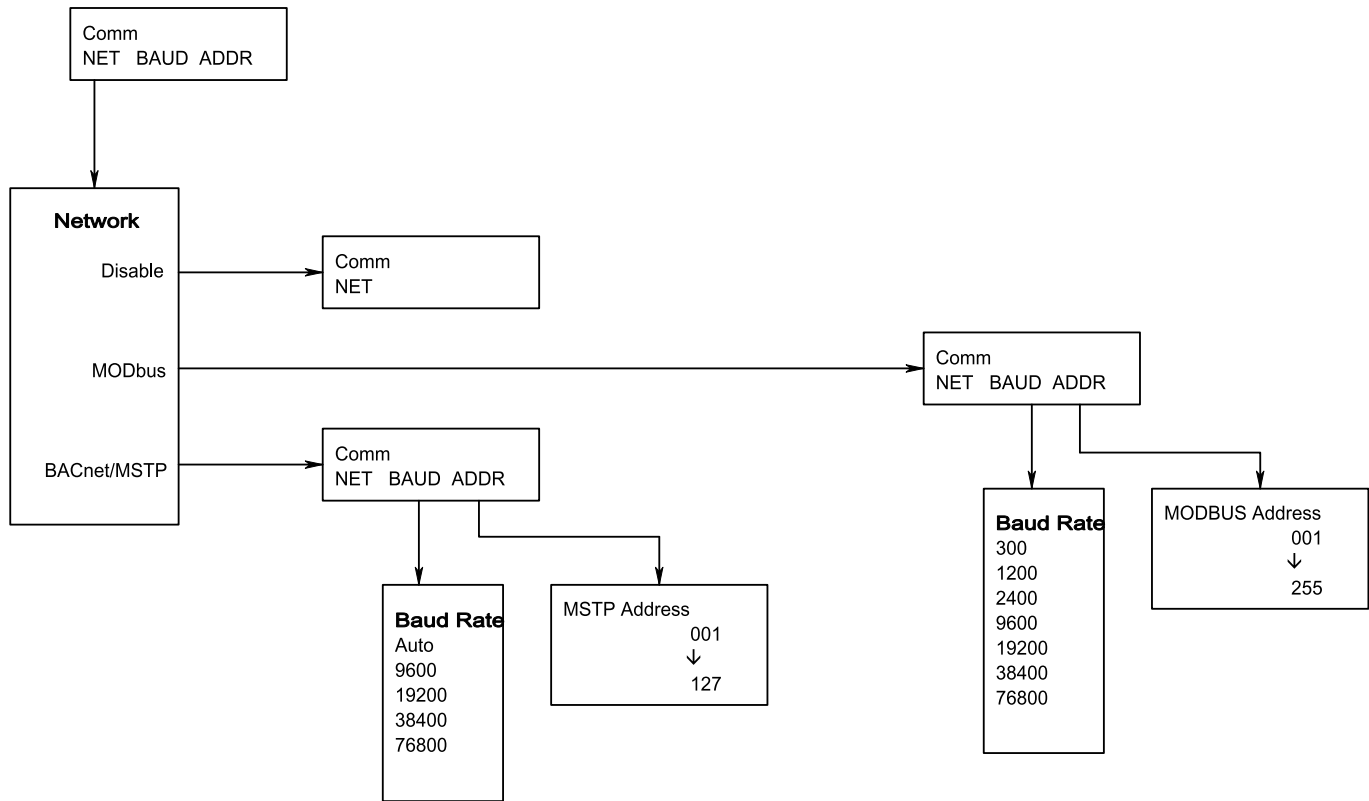 Comm
NET BAUD ADDR
Network
Disable
MODbus
BACnet/MSTP
Comm
NET
Comm
NET BAUD ADDR
Comm
NET BAUD ADDR
Baud Rate
Auto
9600
19200
38400
76800
MSTP Address
001
↓
127
Baud Rate
300
1200
2400
9600
19200
38400
76800
MODBUS Address
001
↓
255